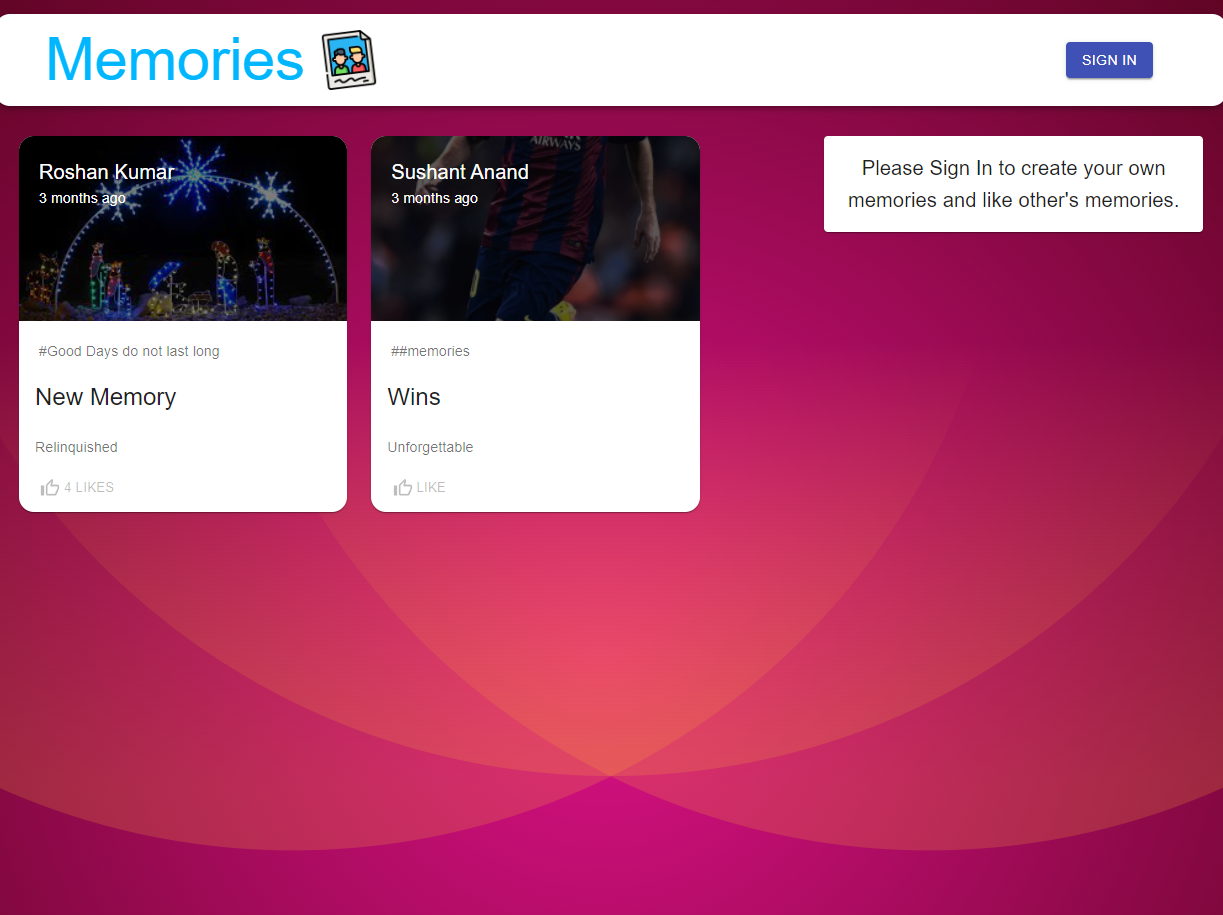 Memories
SIGN IN
Roshan Kumar
3 months ago
#Good Days do not last long
New Memory
Relinquished
4 LIKES
Sushant Anand
3 months ago
AIRWAYS
##memories
Wins
Unforgettable
LIKE
Please Sign In to create your own
memories and like other's memories.